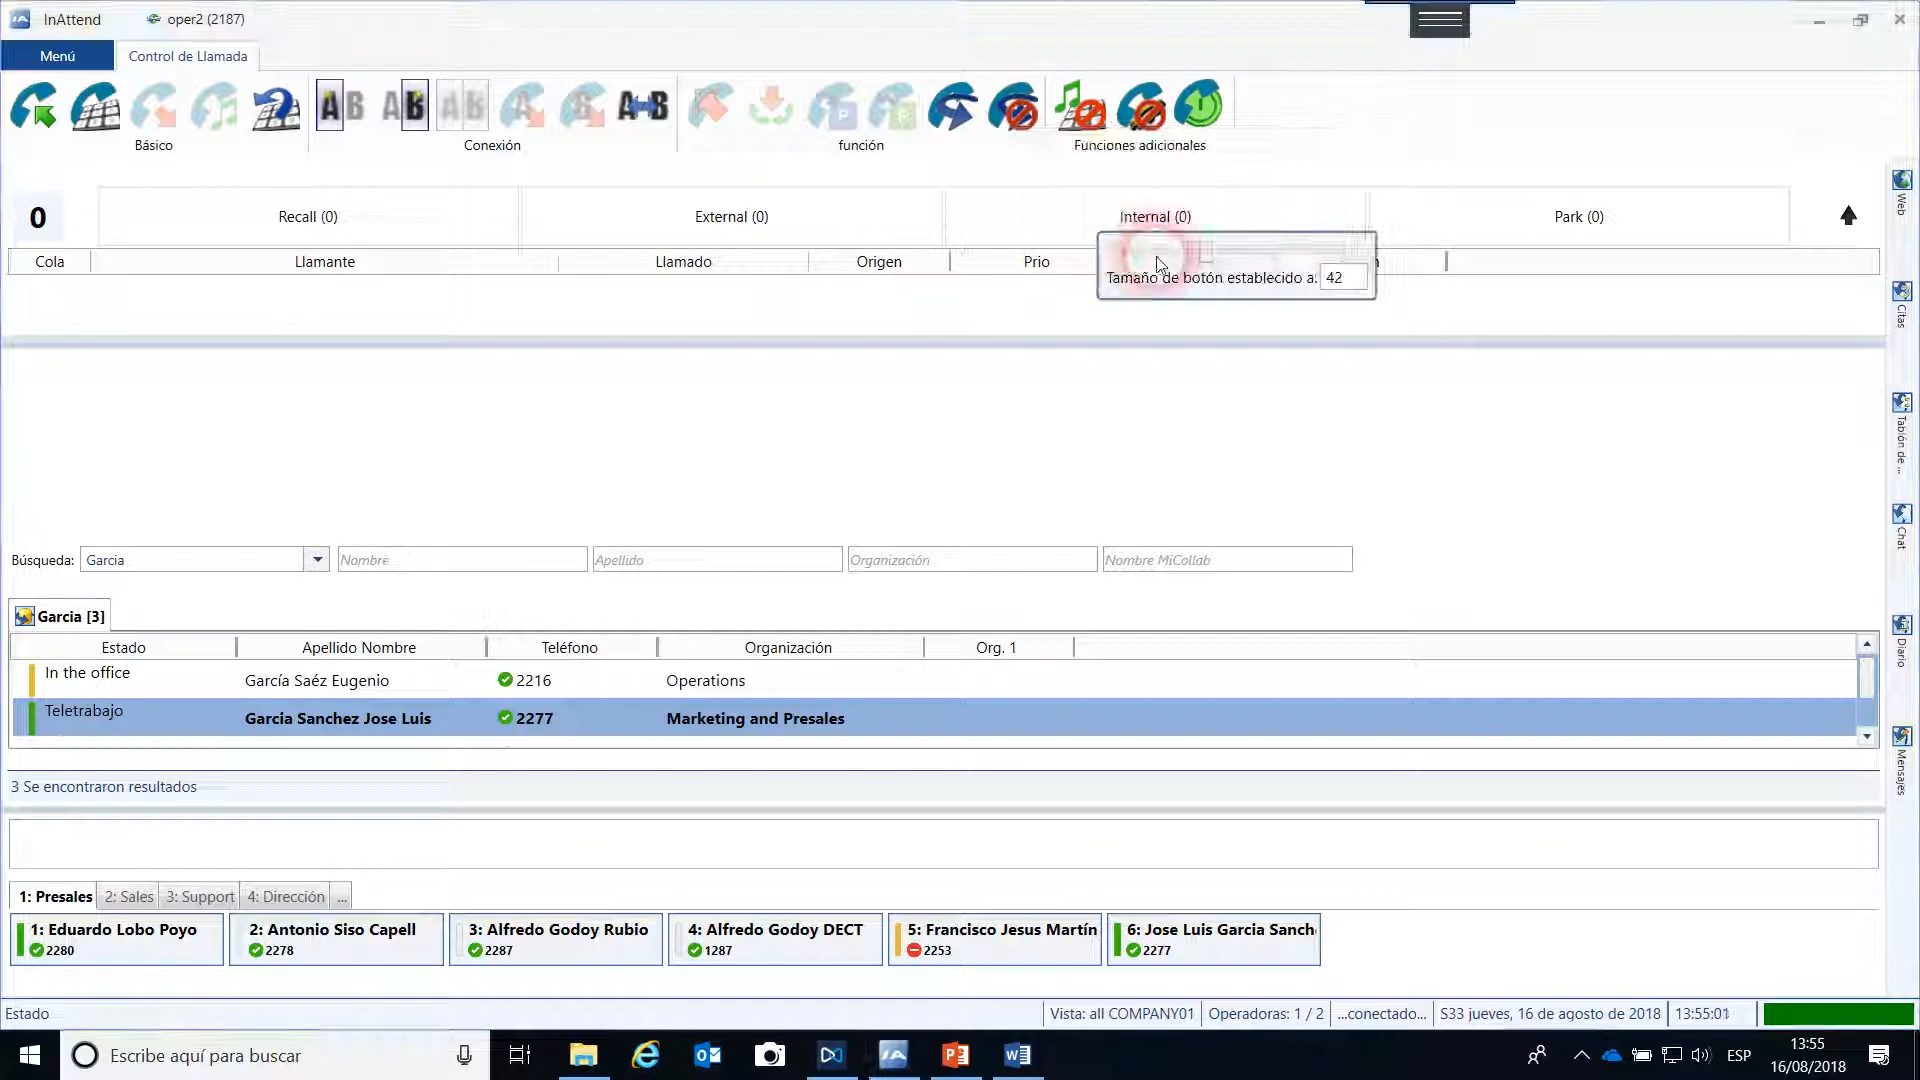 InAttend oper2 (2187)
Menú Control de Llamada
Básico Conexión función Funciones adicionales
0 Recall (0) External (0) Internal (0) Park (0)
Cola Llamante Llamado Origen Prio
Tamaño de botón establecido a: 42
Web
Citas
Tablón de ...
Chat
Diario
Mensajes
Búsqueda: Garcia Nombre Apellido Organización Nombre MiCollab
Garcia [3]
Estado Apellido Nombre Teléfono Organización Org. 1
In the office García Saéz Eugenio 2216 Operations
Teletrabajo Garcia Sanchez Jose Luis 2277 Marketing and Presales
3 Se encontraron resultados
1: Presales 2: Sales 3: Support 4: Dirección ...
1: Eduardo Lobo Poyo 2: Antonio Siso Capell 3: Alfredo Godoy Rubio 4: Alfredo Godoy DECT 5: Francisco Jesus Martín 6: Jose Luis Garcia Sanch
2280 2278 2287 1287 2253 2277
Estado Vista: all COMPANY01 Operadoras: 1 / 2 ...conectado... S33 jueves, 16 de agosto de 2018 13:55:01
Escribe aquí para buscar ESP 13:55
16/08/2018